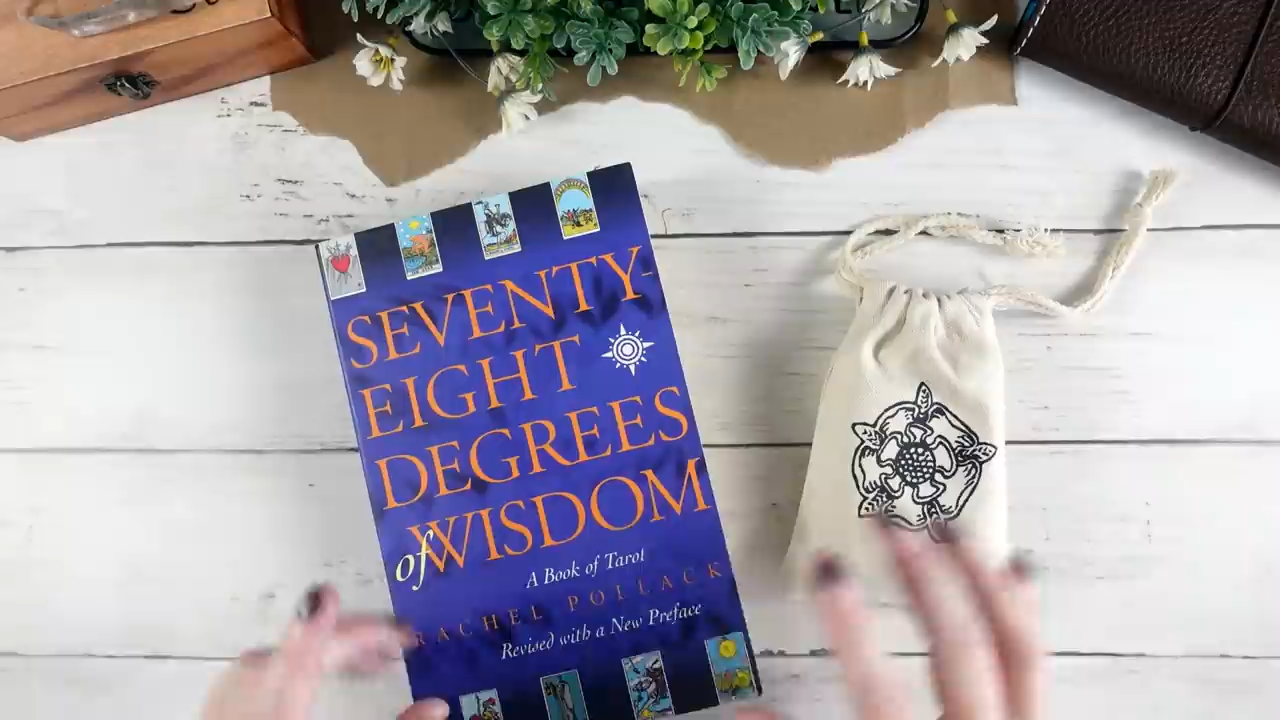 SEVENTY-
EIGHT
DEGREES
of WISDOM
A Book of Tarot
RACHEL POLLACK
Revised with a New Preface